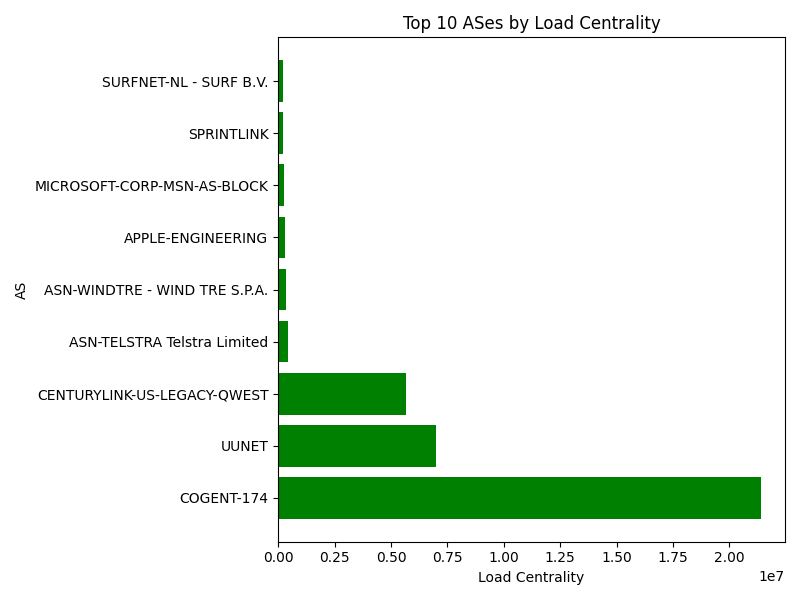 Top 10 ASes by Load Centrality
SURFNET-NL - SURF B.V.
SPRINTLINK
MICROSOFT-CORP-MSN-AS-BLOCK
APPLE-ENGINEERING
ASN-WINDTRE - WIND TRE S.P.A.
AS
ASN-TELSTRA Telstra Limited
CENTURYLINK-US-LEGACY-QWEST
UUNET
COGENT-174
0.00 0.25 0.50 0.75 1.00 1.25 1.50 1.75 2.00
1e7
Load Centrality